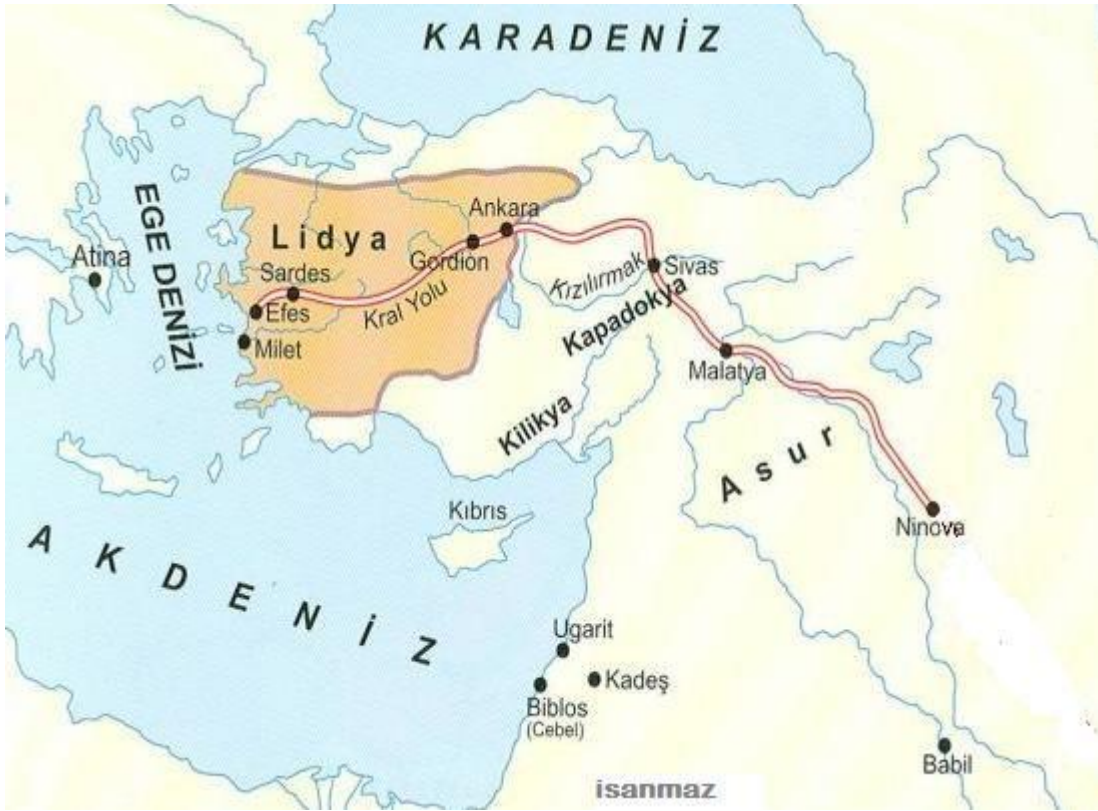 KARADENİZ
EGE DENİZİ
Atina
Lidya
Ankara
Gordion
Sardes
Kral Yolu
Efes
Milet
Kızılırmak
Sivas
Kapadokya
Malatya
Kilikya
Asur
Ninova
Kıbrıs
AKDENİZ
Ugarit
Kadeş
Biblos
(Cebel)
Babil
isanmaz